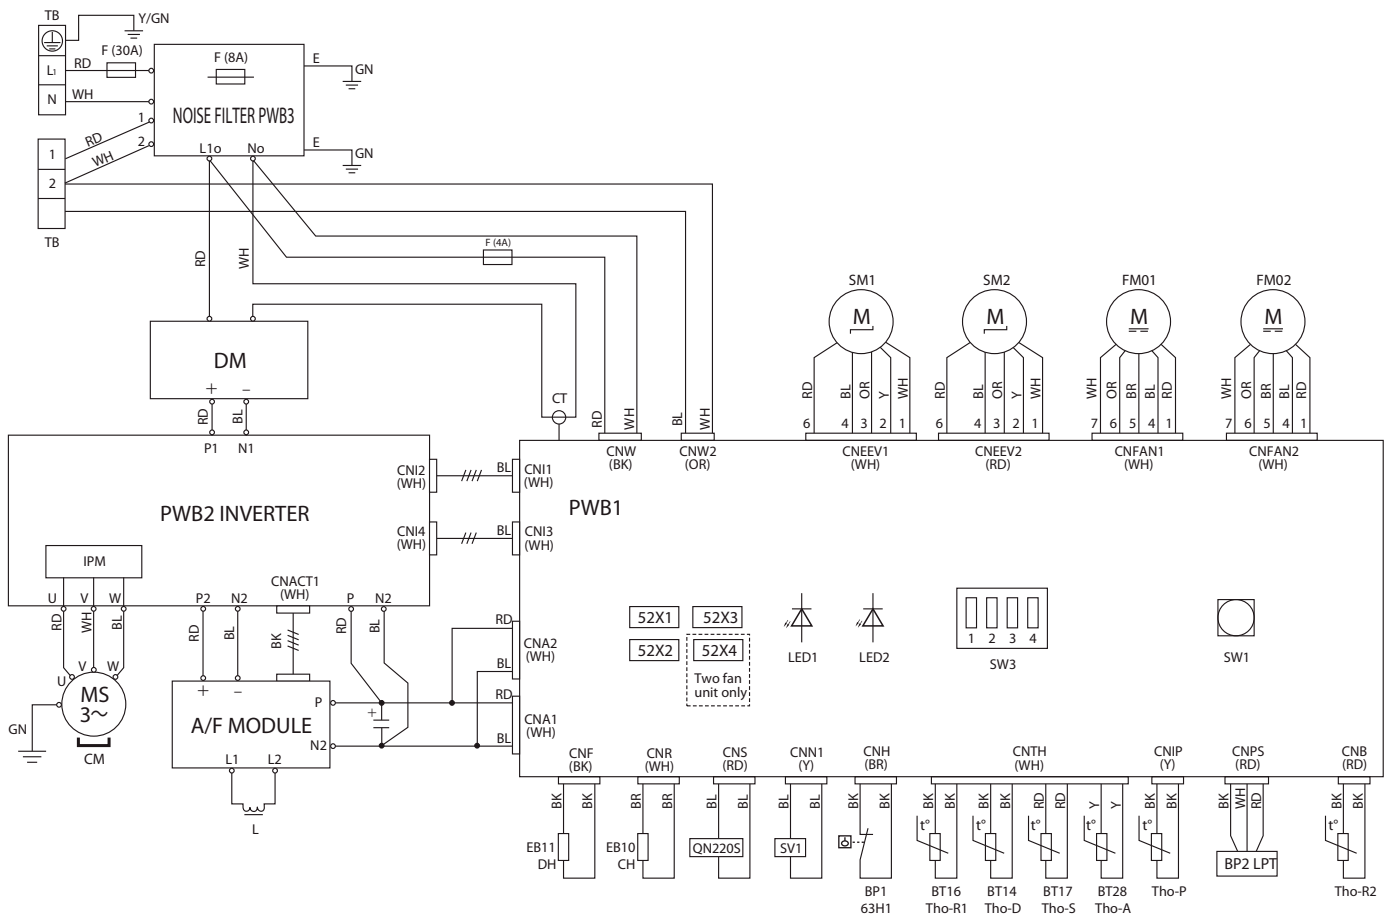 TB
Y/GN
F (30A)
L1
RD
N
WH
F (8A)
NOISE FILTER PWB3
E
GN
E
GN
1
2
RD
WH
1
2
TB
L1o
No
RD
WH
F (4A)
DM
+
−
RD
BL
P1
N1
CT
RD
WH
BL
WH
CNW
(BK)
CNW2
(OR)
SM1
M
RD
BL
OR
Y
WH
6
4
3
2
1
CNEEV1
(WH)
SM2
M
RD
BL
OR
Y
WH
6
4
3
2
1
CNEEV2
(RD)
FM01
M
WH
OR
BR
BL
RD
7
6
5
4
1
CNFAN1
(WH)
FM02
M
WH
OR
BR
BL
RD
7
6
5
4
1
CNFAN2
(WH)
PWB2 INVERTER
CNI2
(WH)
BL
CNI1
(WH)
CNI4
(WH)
BL
CNI3
(WH)
PWB1
IPM
U
V
W
RD
WH
BL
U
V
W
MS
3~
CM
GN
P2
N2
CNACT1
(WH)
P
N2
RD
BL
BK
RD
BL
+
−
A/F MODULE
P
N2
L1
L2
L
+
RD
BL
CNA2
(WH)
RD
BL
CNA1
(WH)
52X1
52X3
52X2
52X4
Two fan
unit only
LED1
LED2
1 2 3 4
SW3
SW1
CNF
(BK)
BK
BK
EB11
DH
CNR
(WH)
BR
BR
EB10
CH
CNS
(RD)
BL
BL
QN220S
CNN1
(Y)
BL
BL
SV1
CNH
(BR)
BK
BK
BP1
63H1
CNTH
(WH)
BK
BK
t°
BT16
Tho-R1
BK
BK
t°
BT14
Tho-D
RD
RD
t°
BT17
Tho-S
Y
Y
t°
BT28
Tho-A
CNIP
(Y)
BK
BK
t°
Tho-P
CNPS
(RD)
BK
WH
RD
BP2 LPT
CNB
(RD)
BK
BK
t°
Tho-R2